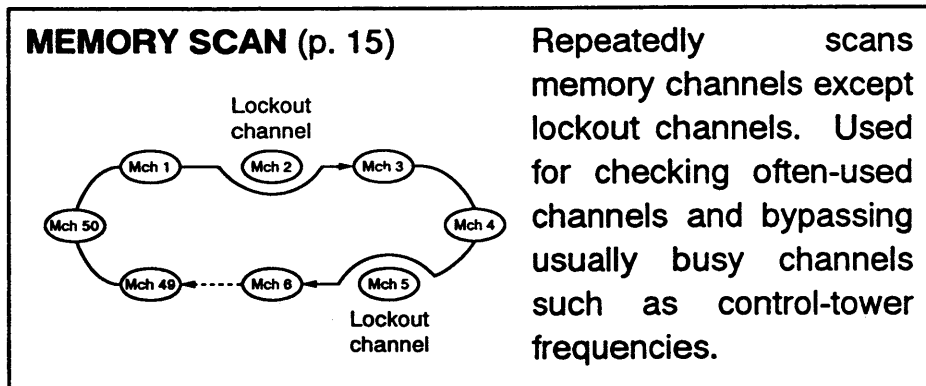 MEMORY SCAN (p. 15)
Lockout
channel
Mch 1
Mch 2
Mch 3
Mch 50
Mch 4
Mch 49
Mch 6
Mch 5
Lockout
channel
Repeatedly scans
memory channels except
lockout channels. Used
for checking often-used
channels and bypassing
usually busy channels
such as control-tower
frequencies.